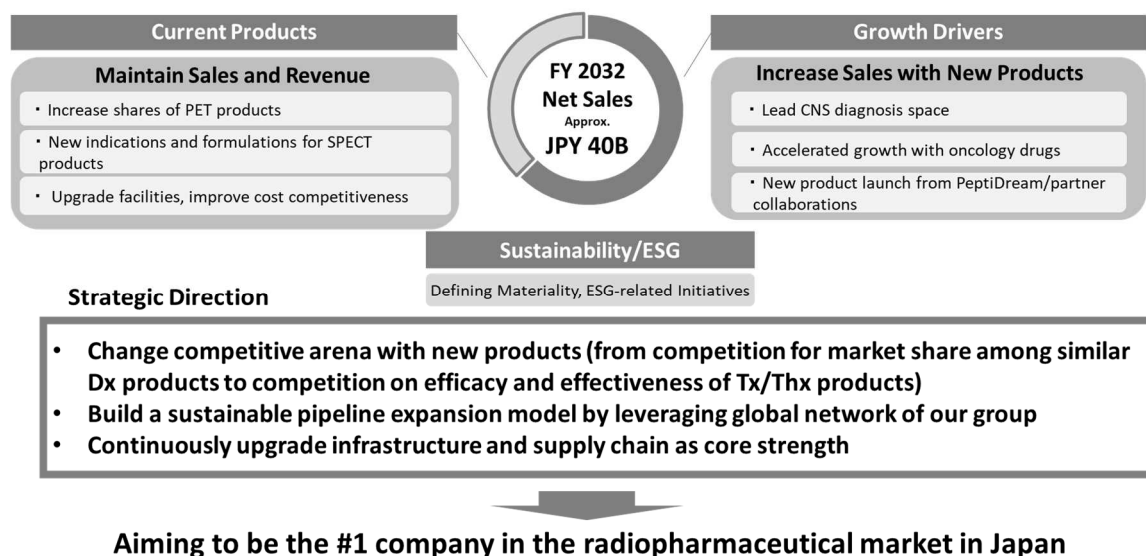 Current Products
Maintain Sales and Revenue
・Increase shares of PET products
・New indications and formulations for SPECT
products
・Upgrade facilities, improve cost competitiveness
FY 2032
Net Sales
Approx.
JPY 40B
Growth Drivers
Increase Sales with New Products
・Lead CNS diagnosis space
・Accelerated growth with oncology drugs
・New product launch from PeptiDream/partner
collaborations
Sustainability/ESG
Defining Materiality, ESG-related Initiatives
Strategic Direction
• Change competitive arena with new products (from competition for market share among similar
Dx products to competition on efficacy and effectiveness of Tx/Thx products)
• Build a sustainable pipeline expansion model by leveraging global network of our group
• Continuously upgrade infrastructure and supply chain as core strength
Aiming to be the #1 company in the radiopharmaceutical market in Japan